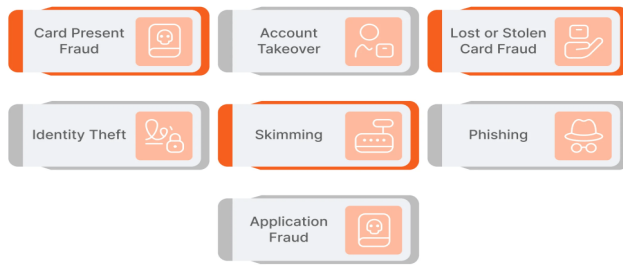 Card Present
Fraud
Account
Takeover
Lost or Stolen
Card Fraud
Identity Theft
Skimming
Phishing
Application
Fraud